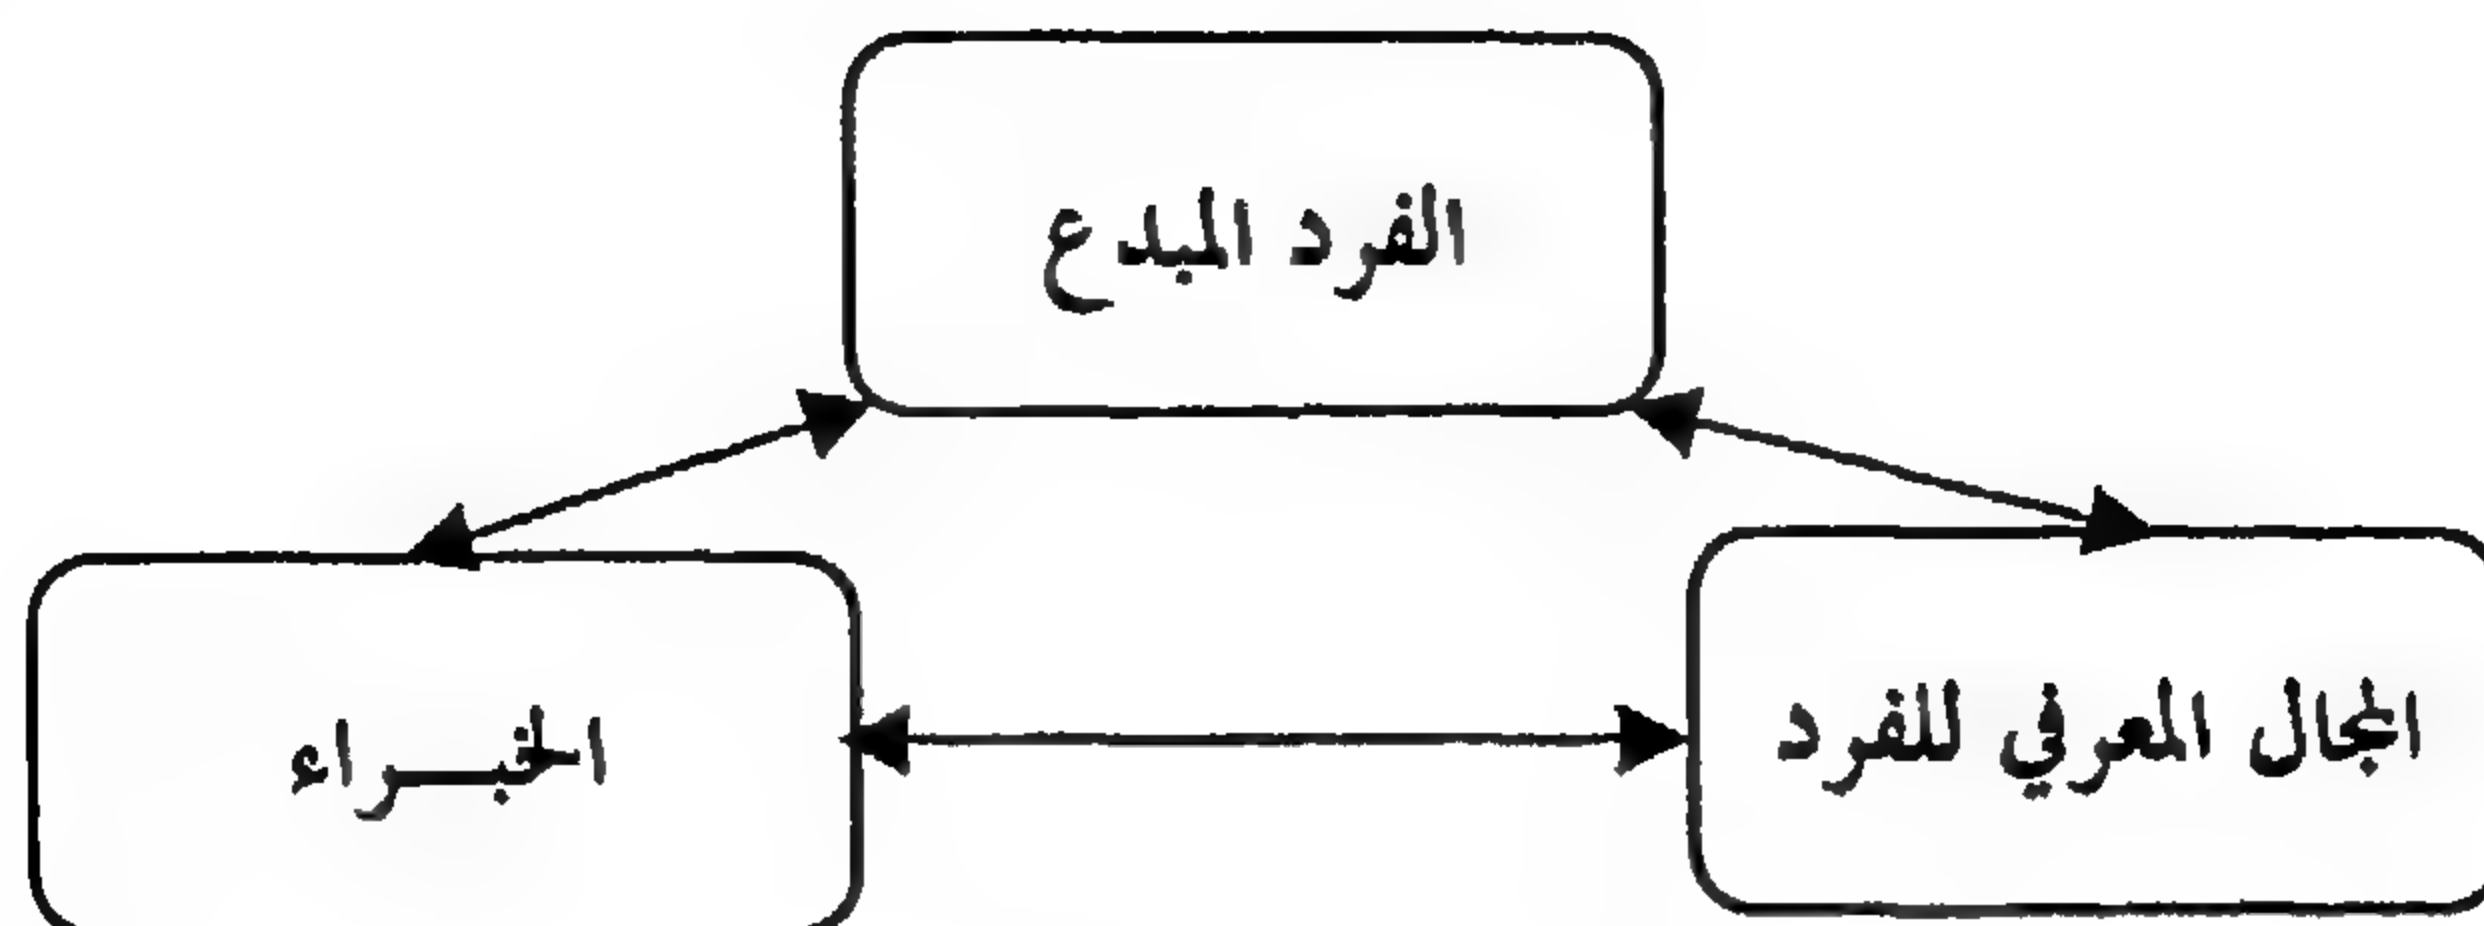 الفرد المبدع
المجال المعرفي للفرد
الخبـــراء